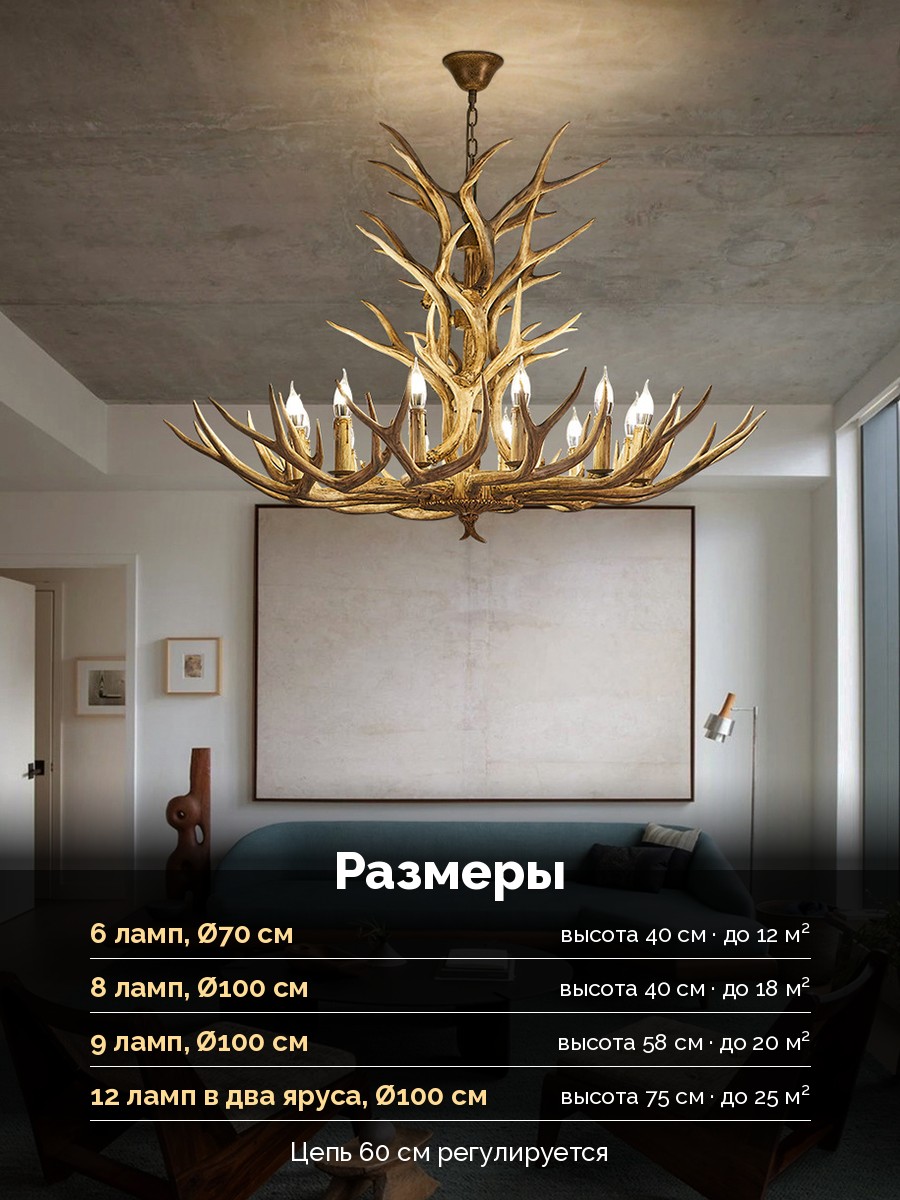 Размеры
6 ламп, Ø70 см высота 40 см · до 12 м²
8 ламп, Ø100 см высота 40 см · до 18 м²
9 ламп, Ø100 см высота 58 см · до 20 м²
12 ламп в два яруса, Ø100 см высота 75 см · до 25 м²
Цепь 60 см регулируется